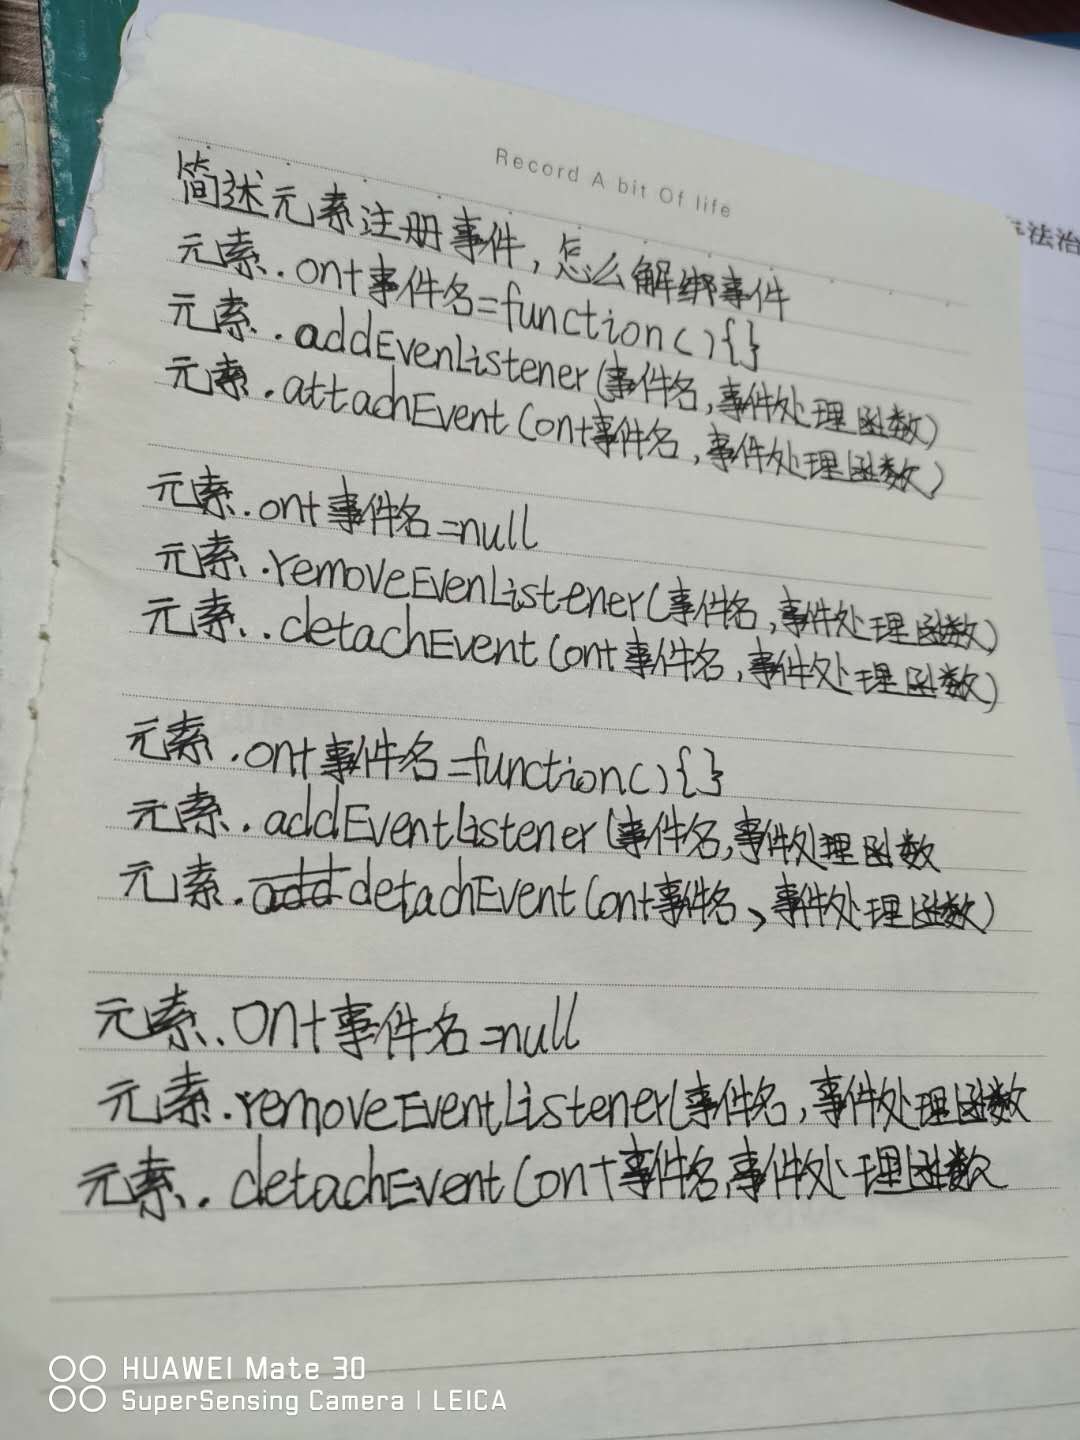 Record A bit Of life
法治
简述元素注册事件,怎么解绑事件
元素.on+事件名=function(){}
元素.addEvenListener(事件名,事件处理函数)
元素.attachEvent(on+事件名,事件处理函数)
元素.on+事件名=null
元素.removeEvenListener(事件名,事件处理函数)
元素.detachEvent(on+事件名,事件处理函数)
元素.on+事件名=function(){}
元素.addEventListener(事件名,事件处理函数
元素.add detachEvent(on+事件名、事件处理函数)
元素.on+事件名=null
元素.removeEventListener(事件名,事件处理函数
元素.detachEvent(on+事件名,事件处理函数
HUAWEI Mate 30
SuperSensing Camera | LEICA